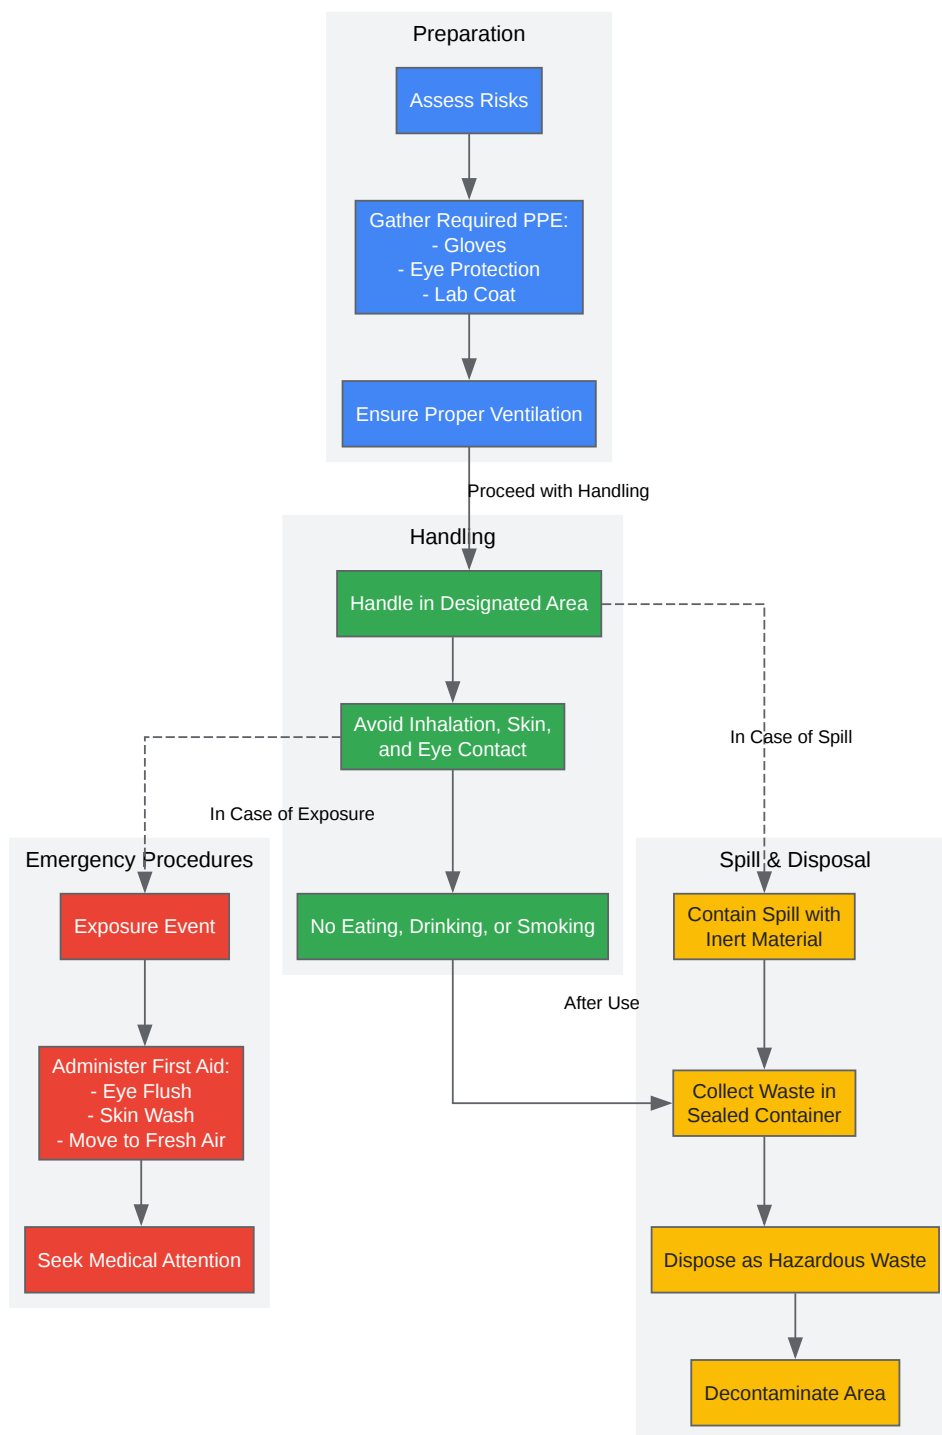 Preparation
Assess Risks
Gather Required PPE:
- Gloves
- Eye Protection
- Lab Coat
Ensure Proper Ventilation
Proceed with Handling
Handling
Handle in Designated Area
Avoid Inhalation, Skin,
and Eye Contact
In Case of Spill
In Case of Exposure
Emergency Procedures
Spill & Disposal
Exposure Event
No Eating, Drinking, or Smoking
Contain Spill with
Inert Material
After Use
Administer First Aid:
- Eye Flush
- Skin Wash
- Move to Fresh Air
Collect Waste in
Sealed Container
Seek Medical Attention
Dispose as Hazardous Waste
Decontaminate Area